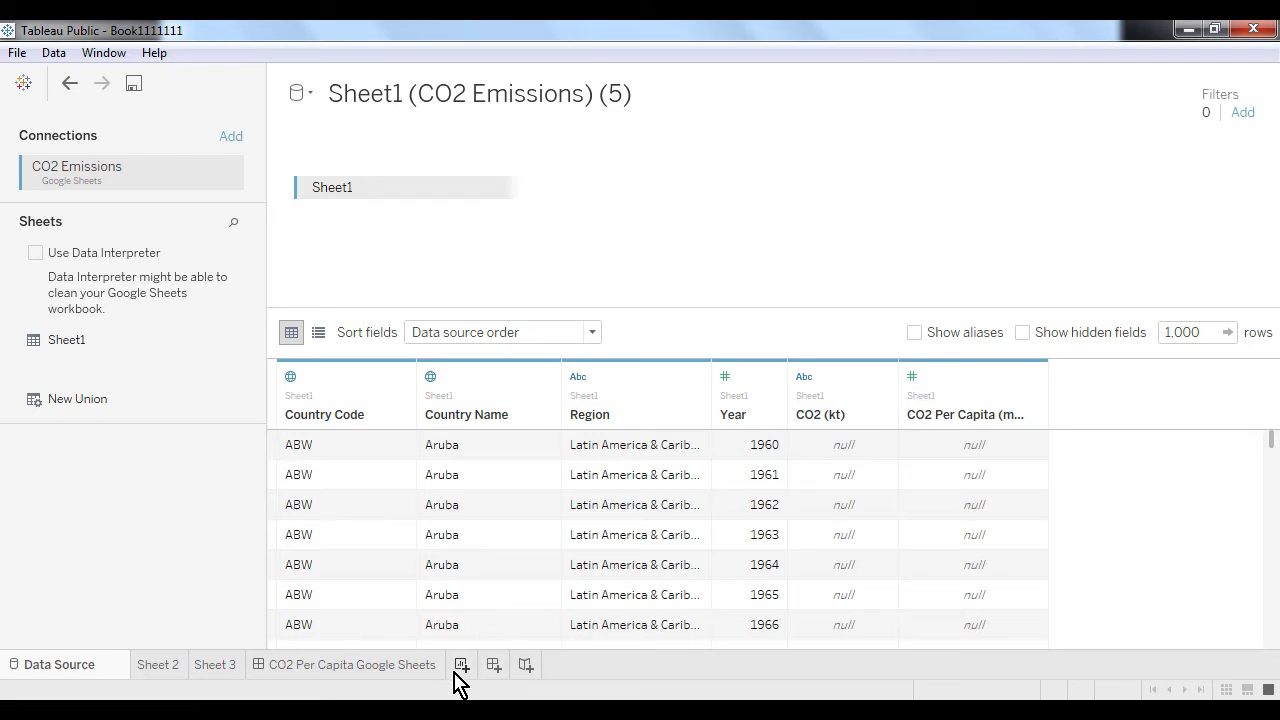 Tableau Public - Book1111111
File Data Window Help
Connections Add
CO2 Emissions
Google Sheets
Sheets
Use Data Interpreter
Data Interpreter might be able to
clean your Google Sheets
workbook.
Sheet1
New Union
Sheet1 (CO2 Emissions) (5)
Filters
0 Add
Sheet1
Sort fields Data source order Show aliases Show hidden fields 1,000 rows
Abc Abc
Sheet1 Sheet1 Sheet1 Sheet1 Sheet1 Sheet1
Country Code Country Name Region Year CO2 (kt) CO2 Per Capita (m...
ABW Aruba Latin America & Carib... 1960 null null
ABW Aruba Latin America & Carib... 1961 null null
ABW Aruba Latin America & Carib... 1962 null null
ABW Aruba Latin America & Carib... 1963 null null
ABW Aruba Latin America & Carib... 1964 null null
ABW Aruba Latin America & Carib... 1965 null null
ABW Aruba Latin America & Carib... 1966 null null
Data Source Sheet 2 Sheet 3 CO2 Per Capita Google Sheets